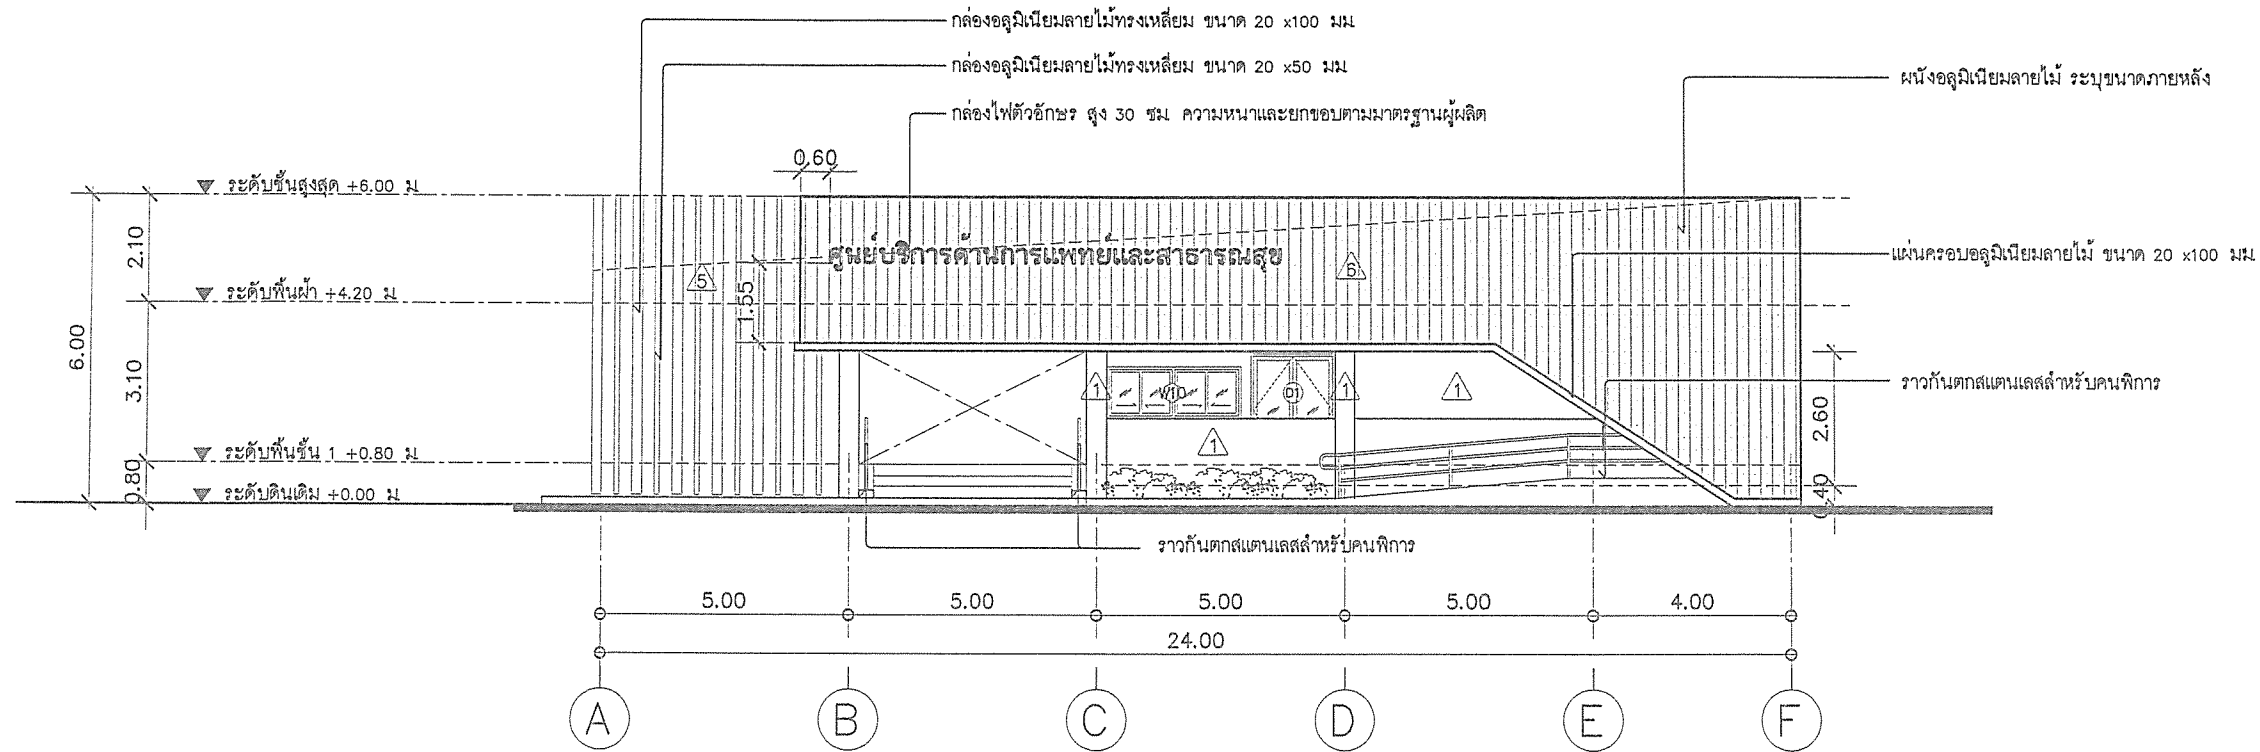 กล่องอลูมิเนียมลายไม้ทรงเหลี่ยม ขนาด 20 x100 มม
กล่องอลูมิเนียมลายไม้ทรงเหลี่ยม ขนาด 20 x50 มม
ผนังอลูมิเนียมลายไม้ ระบุขนาดภายหลัง
กล่องไฟตัวอักษร สูง 30 ซม ความหนาและยกขอบตามมาตรฐานผู้ผลิต
0.60
ระดับชั้นสูงสุด +6.00 ม
2.10
ศูนย์บริการด้านการแพทย์และสาธารณสุข
แผ่นครอบอลูมิเนียมลายไม้ ขนาด 20 x100 มม
5
6
ระดับพื้นฝ้า +4.20 ม
1.55
6.00
3.10
1
W10
D1
1
1
ราวกันตกสแตนเลสสำหรับคนพิการ
2.60
1
ระดับพื้นชั้น 1 +0.80 ม
0.80
ระดับดินเดิม +0.00 ม
0.40
ราวกันตกสแตนเลสสำหรับคนพิการ
5.00 5.00 5.00 5.00 4.00
24.00
A B C D E F